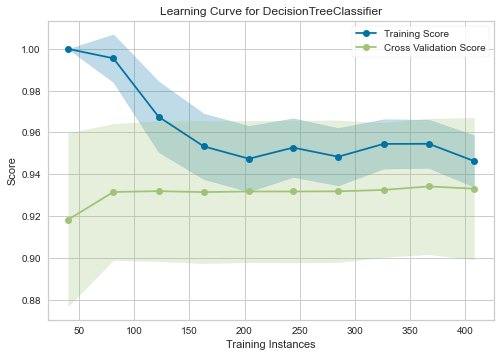 Learning Curve for DecisionTreeClassifier
Training Score
Cross Validation Score
1.00
0.98
0.96
0.94
0.92
0.90
0.88
Score
50 100 150 200 250 300 350 400
Training Instances